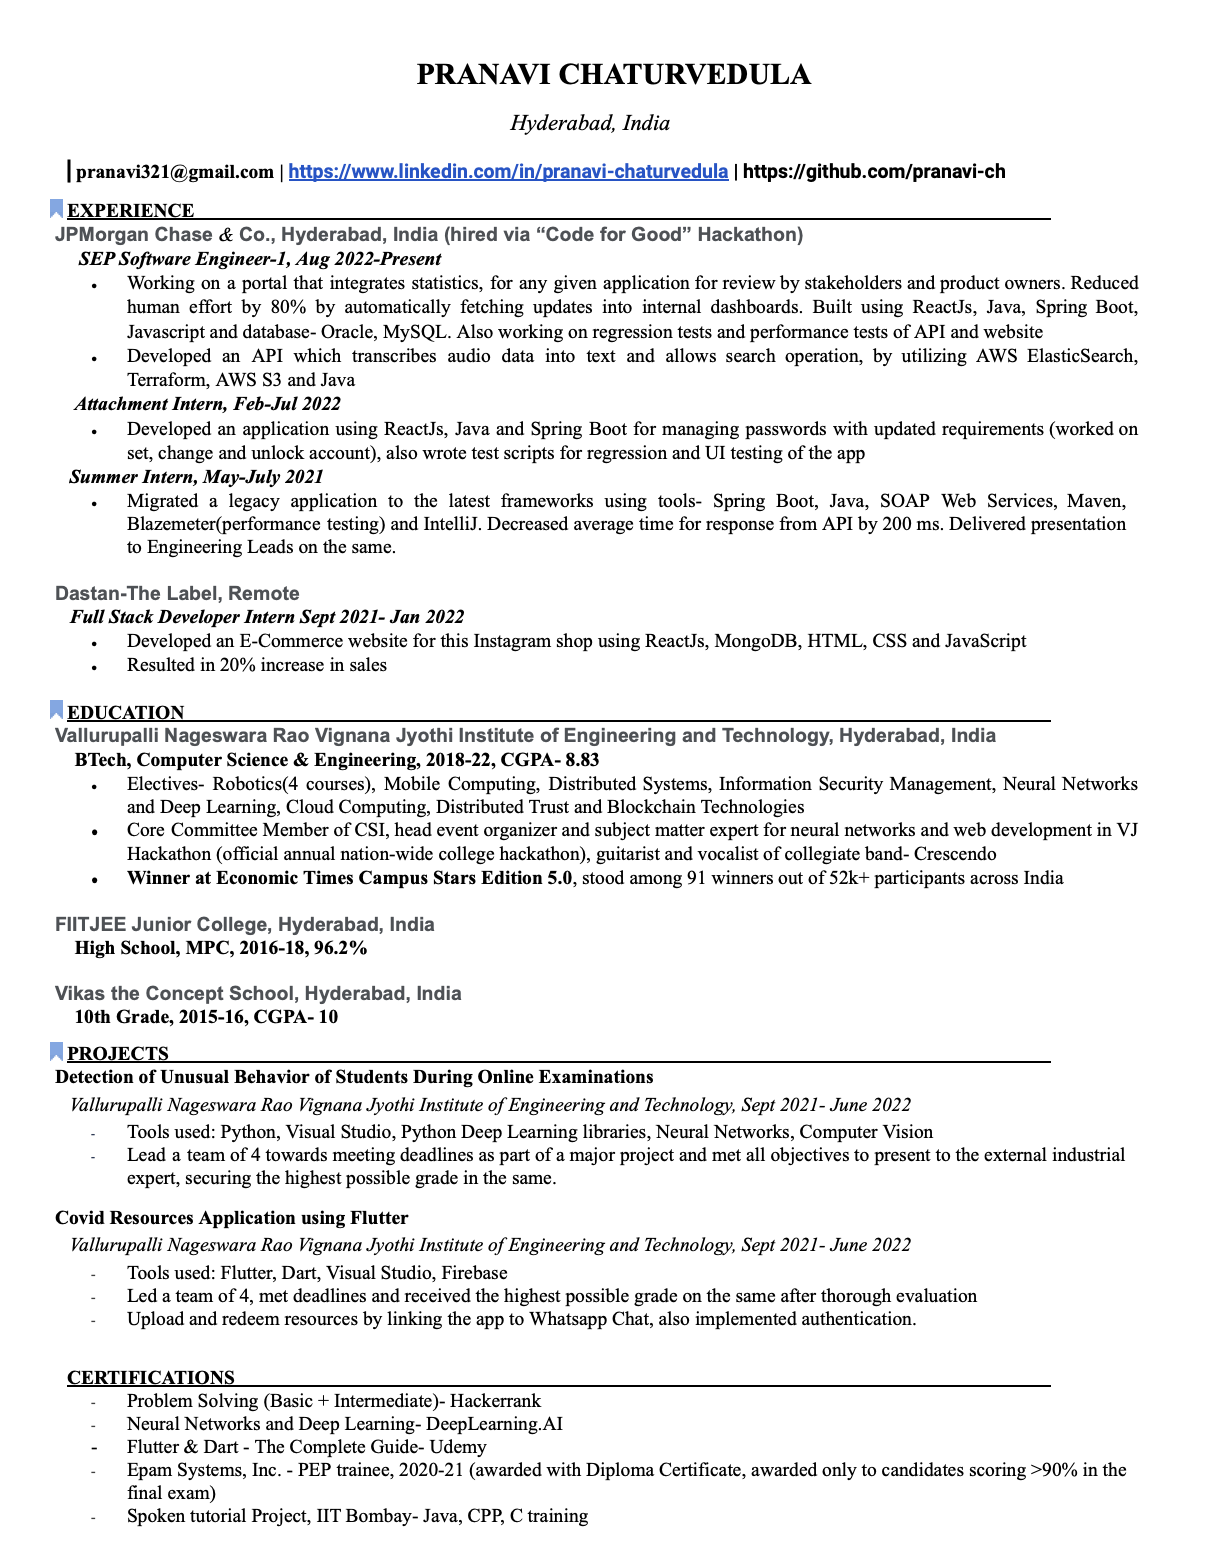 PRANAVI CHATURVEDULA
Hyderabad, India
| pranavi321@gmail.com | https://www.linkedin.com/in/pranavi-chaturvedula | https://github.com/pranavi-ch
EXPERIENCE
JPMorgan Chase & Co., Hyderabad, India (hired via “Code for Good” Hackathon)
SEP Software Engineer-1, Aug 2022-Present
• Working on a portal that integrates statistics, for any given application for review by stakeholders and product owners. Reduced
human effort by 80% by automatically fetching updates into internal dashboards. Built using ReactJs, Java, Spring Boot,
Javascript and database- Oracle, MySQL. Also working on regression tests and performance tests of API and website
• Developed an API which transcribes audio data into text and allows search operation, by utilizing AWS ElasticSearch,
Terraform, AWS S3 and Java
Attachment Intern, Feb-Jul 2022
• Developed an application using ReactJs, Java and Spring Boot for managing passwords with updated requirements (worked on
set, change and unlock account), also wrote test scripts for regression and UI testing of the app
Summer Intern, May-July 2021
• Migrated a legacy application to the latest frameworks using tools- Spring Boot, Java, SOAP Web Services, Maven,
Blazemeter(performance testing) and IntelliJ. Decreased average time for response from API by 200 ms. Delivered presentation
to Engineering Leads on the same.
Dastan-The Label, Remote
Full Stack Developer Intern Sept 2021- Jan 2022
• Developed an E-Commerce website for this Instagram shop using ReactJs, MongoDB, HTML, CSS and JavaScript
• Resulted in 20% increase in sales
EDUCATION
Vallurupalli Nageswara Rao Vignana Jyothi Institute of Engineering and Technology, Hyderabad, India
BTech, Computer Science & Engineering, 2018-22, CGPA- 8.83
• Electives- Robotics(4 courses), Mobile Computing, Distributed Systems, Information Security Management, Neural Networks
and Deep Learning, Cloud Computing, Distributed Trust and Blockchain Technologies
• Core Committee Member of CSI, head event organizer and subject matter expert for neural networks and web development in VJ
Hackathon (official annual nation-wide college hackathon), guitarist and vocalist of collegiate band- Crescendo
• Winner at Economic Times Campus Stars Edition 5.0, stood among 91 winners out of 52k+ participants across India
FIITJEE Junior College, Hyderabad, India
High School, MPC, 2016-18, 96.2%
Vikas the Concept School, Hyderabad, India
10th Grade, 2015-16, CGPA- 10
PROJECTS
Detection of Unusual Behavior of Students During Online Examinations
Vallurupalli Nageswara Rao Vignana Jyothi Institute of Engineering and Technology, Sept 2021- June 2022
- Tools used: Python, Visual Studio, Python Deep Learning libraries, Neural Networks, Computer Vision
- Lead a team of 4 towards meeting deadlines as part of a major project and met all objectives to present to the external industrial
expert, securing the highest possible grade in the same.
Covid Resources Application using Flutter
Vallurupalli Nageswara Rao Vignana Jyothi Institute of Engineering and Technology, Sept 2021- June 2022
- Tools used: Flutter, Dart, Visual Studio, Firebase
- Led a team of 4, met deadlines and received the highest possible grade on the same after thorough evaluation
- Upload and redeem resources by linking the app to Whatsapp Chat, also implemented authentication.
CERTIFICATIONS
- Problem Solving (Basic + Intermediate)- Hackerrank
- Neural Networks and Deep Learning- DeepLearning.AI
- Flutter & Dart - The Complete Guide- Udemy
- Epam Systems, Inc. - PEP trainee, 2020-21 (awarded with Diploma Certificate, awarded only to candidates scoring >90% in the
final exam)
- Spoken tutorial Project, IIT Bombay- Java, CPP, C training